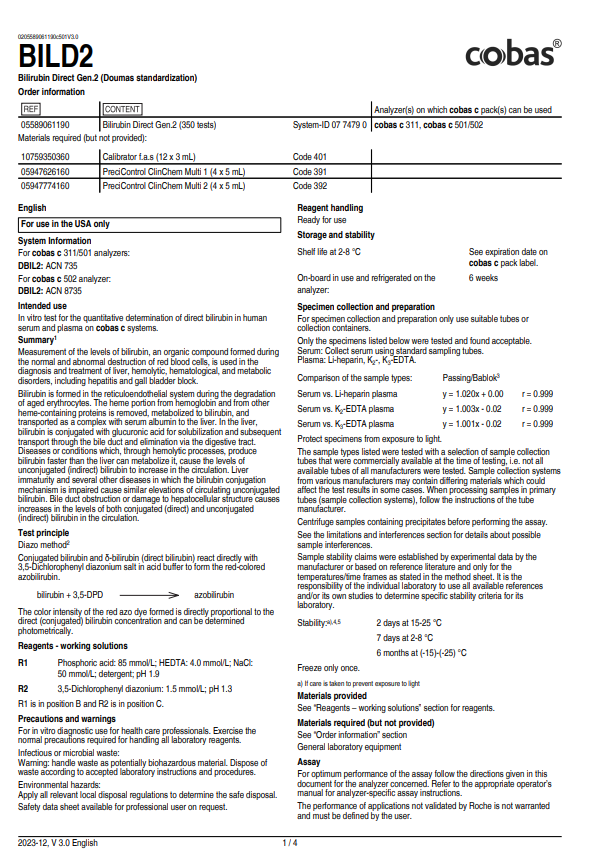 0205589061190c501V3.0
BILD2
cobas®
Bilirubin Direct Gen.2 (Doumas standardization)
Order information
REF CONTENT Analyzer(s) on which cobas c pack(s) can be used
05589061190 Bilirubin Direct Gen.2 (350 tests) System-ID 07 7479 0 cobas c 311, cobas c 501/502
Materials required (but not provided):
10759350360 Calibrator f.a.s (12 x 3 mL) Code 401
05947626160 PreciControl ClinChem Multi 1 (4 x 5 mL) Code 391
05947774160 PreciControl ClinChem Multi 2 (4 x 5 mL) Code 392
English
For use in the USA only
System Information
For cobas c 311/501 analyzers:
DBIL2: ACN 735
For cobas c 502 analyzer:
DBIL2: ACN 8735
Intended use
In vitro test for the quantitative determination of direct bilirubin in human
serum and plasma on cobas c systems.
Summary1
Measurement of the levels of bilirubin, an organic compound formed during
the normal and abnormal destruction of red blood cells, is used in the
diagnosis and treatment of liver, hemolytic, hematological, and metabolic
disorders, including hepatitis and gall bladder block.
Bilirubin is formed in the reticuloendothelial system during the degradation
of aged erythrocytes. The heme portion from hemoglobin and from other
heme-containing proteins is removed, metabolized to bilirubin, and
transported as a complex with serum albumin to the liver. In the liver,
bilirubin is conjugated with glucuronic acid for solubilization and subsequent
transport through the bile duct and elimination via the digestive tract.
Diseases or conditions which, through hemolytic processes, produce
bilirubin faster than the liver can metabolize it, cause the levels of
unconjugated (indirect) bilirubin to increase in the circulation. Liver
immaturity and several other diseases in which the bilirubin conjugation
mechanism is impaired cause similar elevations of circulating unconjugated
bilirubin. Bile duct obstruction or damage to hepatocellular structure causes
increases in the levels of both conjugated (direct) and unconjugated
(indirect) bilirubin in the circulation.
Test principle
Diazo method2
Conjugated bilirubin and δ-bilirubin (direct bilirubin) react directly with
3,5-Dichlorophenyl diazonium salt in acid buffer to form the red-colored
azobilirubin.
bilirubin + 3,5-DPD azobilirubin
The color intensity of the red azo dye formed is directly proportional to the
direct (conjugated) bilirubin concentration and can be determined
photometrically.
Reagents - working solutions
R1 Phosphoric acid: 85 mmol/L; HEDTA: 4.0 mmol/L; NaCl:
50 mmol/L; detergent; pH 1.9
R2 3,5-Dichlorophenyl diazonium: 1.5 mmol/L; pH 1.3
R1 is in position B and R2 is in position C.
Precautions and warnings
For in vitro diagnostic use for health care professionals. Exercise the
normal precautions required for handling all laboratory reagents.
Infectious or microbial waste:
Warning: handle waste as potentially biohazardous material. Dispose of
waste according to accepted laboratory instructions and procedures.
Environmental hazards:
Apply all relevant local disposal regulations to determine the safe disposal.
Safety data sheet available for professional user on request.
Reagent handling
Ready for use
Storage and stability
Shelf life at 2-8 °C See expiration date on
cobas c pack label.
On-board in use and refrigerated on the 6 weeks
analyzer:
Specimen collection and preparation
For specimen collection and preparation only use suitable tubes or
collection containers.
Only the specimens listed below were tested and found acceptable.
Serum: Collect serum using standard sampling tubes.
Plasma: Li-heparin, K2-, K3-EDTA.
Comparison of the sample types: Passing/Bablok3
Serum vs. Li-heparin plasma y = 1.020x + 0.00 r = 0.999
Serum vs. K2-EDTA plasma y = 1.003x - 0.02 r = 0.999
Serum vs. K3-EDTA plasma y = 1.001x - 0.02 r = 0.999
Protect specimens from exposure to light.
The sample types listed were tested with a selection of sample collection
tubes that were commercially available at the time of testing, i.e. not all
available tubes of all manufacturers were tested. Sample collection systems
from various manufacturers may contain differing materials which could
affect the test results in some cases. When processing samples in primary
tubes (sample collection systems), follow the instructions of the tube
manufacturer.
Centrifuge samples containing precipitates before performing the assay.
See the limitations and interferences section for details about possible
sample interferences.
Sample stability claims were established by experimental data by the
manufacturer or based on reference literature and only for the
temperatures/time frames as stated in the method sheet. It is the
responsibility of the individual laboratory to use all available references
and/or its own studies to determine specific stability criteria for its
laboratory.
Stability:a),4,5 2 days at 15-25 °C
7 days at 2-8 °C
6 months at (-15)-(-25) °C
Freeze only once.
a) If care is taken to prevent exposure to light
Materials provided
See "Reagents – working solutions" section for reagents.
Materials required (but not provided)
See "Order information" section
General laboratory equipment
Assay
For optimum performance of the assay follow the directions given in this
document for the analyzer concerned. Refer to the appropriate operator's
manual for analyzer-specific assay instructions.
The performance of applications not validated by Roche is not warranted
and must be defined by the user.
2023-12, V 3.0 English 1 / 4